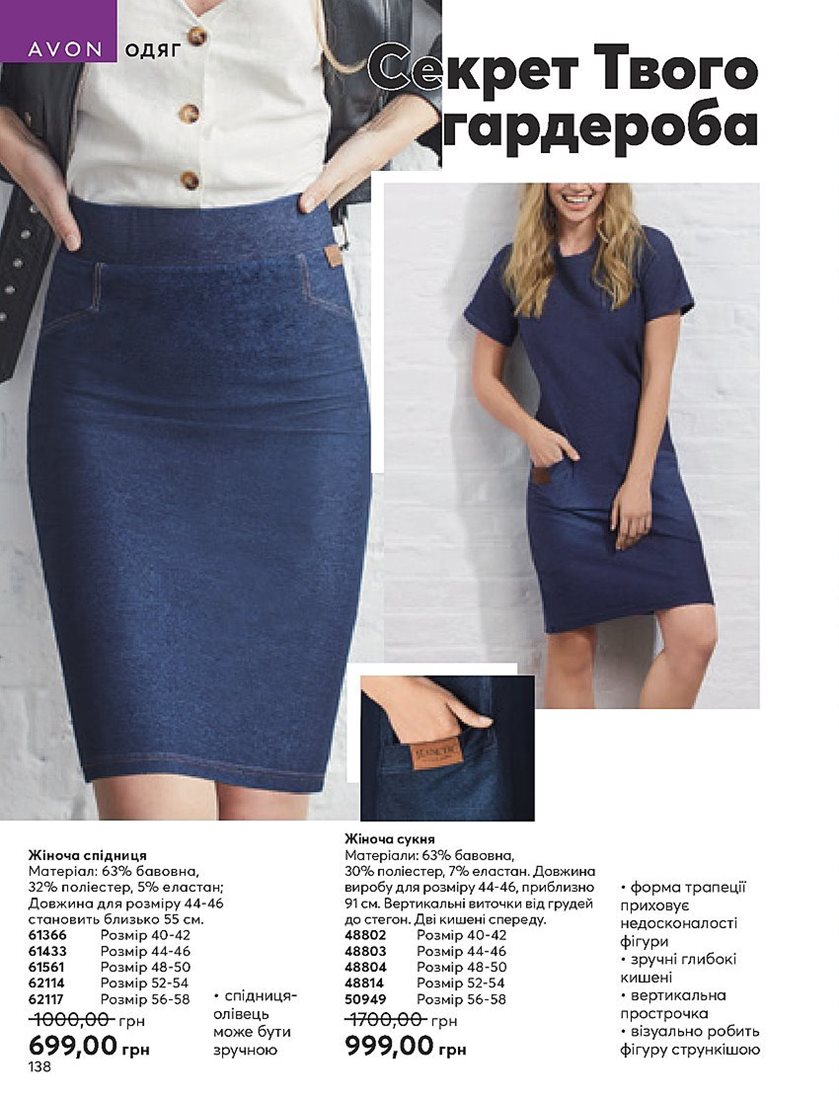 AVON ОДЯГ
Секрет Твого
гардероба
Жіноча спідниця
Матеріал: 63% бавовна,
32% поліестер, 5% еластан;
Довжина для розміру 44-46
становить близько 55 см.
61366 Розмір 40-42
61433 Розмір 44-46
61561 Розмір 48-50
62114 Розмір 52-54
62117 Розмір 56-58
1000,00 грн
699,00 грн
• спідниця-
олівець
може бути
зручною
Жіноча сукня
Матеріали: 63% бавовна,
30% поліестер, 7% еластан. Довжина
виробу для розміру 44-46, приблизно
91 см. Вертикальні виточки від грудей
до стегон. Дві кишені спереду.
48802 Розмір 40-42
48803 Розмір 44-46
48804 Розмір 48-50
48814 Розмір 52-54
50949 Розмір 56-58
1700,00 грн
999,00 грн
• форма трапеції
приховує
недосконалості
фігури
• зручні глибокі
кишені
• вертикальна
прострочка
• візуально робить
фігуру стрункішою
138